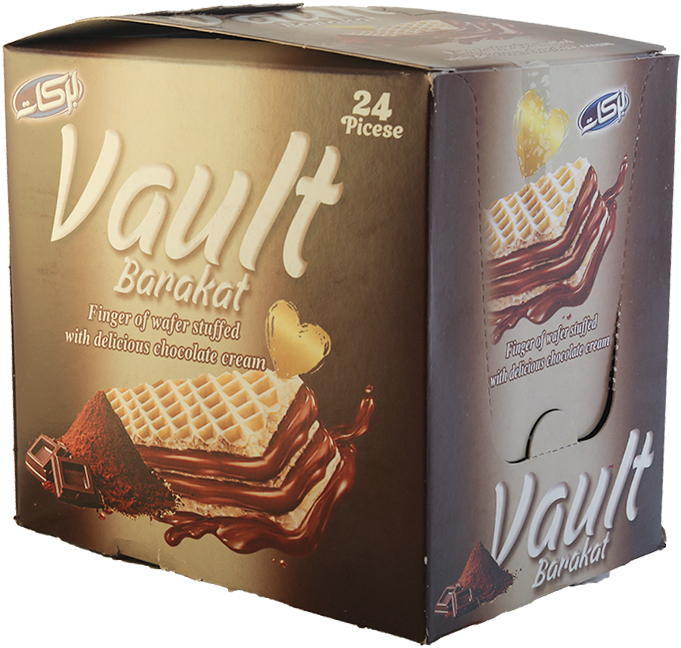 بركات
24
Picese
Vault
Barakat
Finger of wafer stuffed
with delicious chocolate cream
بركات
Finger of wafer stuffed
with delicious chocolate cream
Vault
Barakat